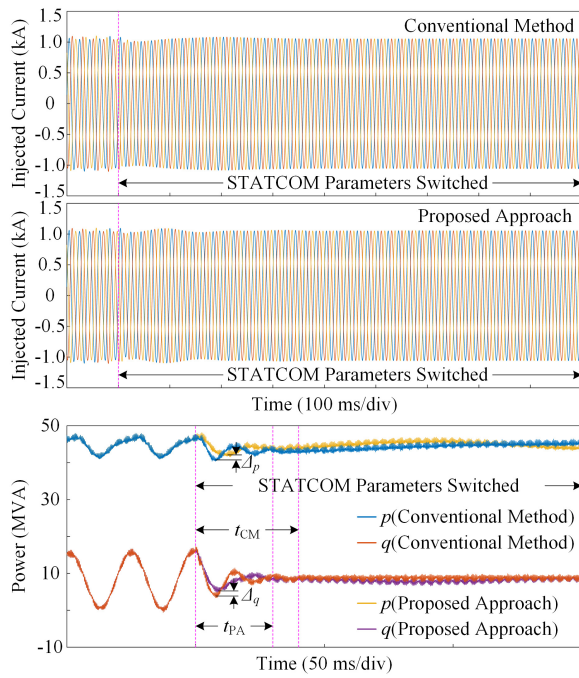 Conventional Method
Injected Current (kA)
1.5
1.0
0.5
0
-0.5
-1.0
-1.5
STATCOM Parameters Switched
Proposed Approach
Injected Current (kA)
1.5
1.0
0.5
0
-0.5
-1.0
-1.5
STATCOM Parameters Switched
Time (100 ms/div)
Power (MVA)
50
30
10
-10
Δp
STATCOM Parameters Switched
tCM
p(Conventional Method)
q(Conventional Method)
Δq
tPA
p(Proposed Approach)
q(Proposed Approach)
Time (50 ms/div)